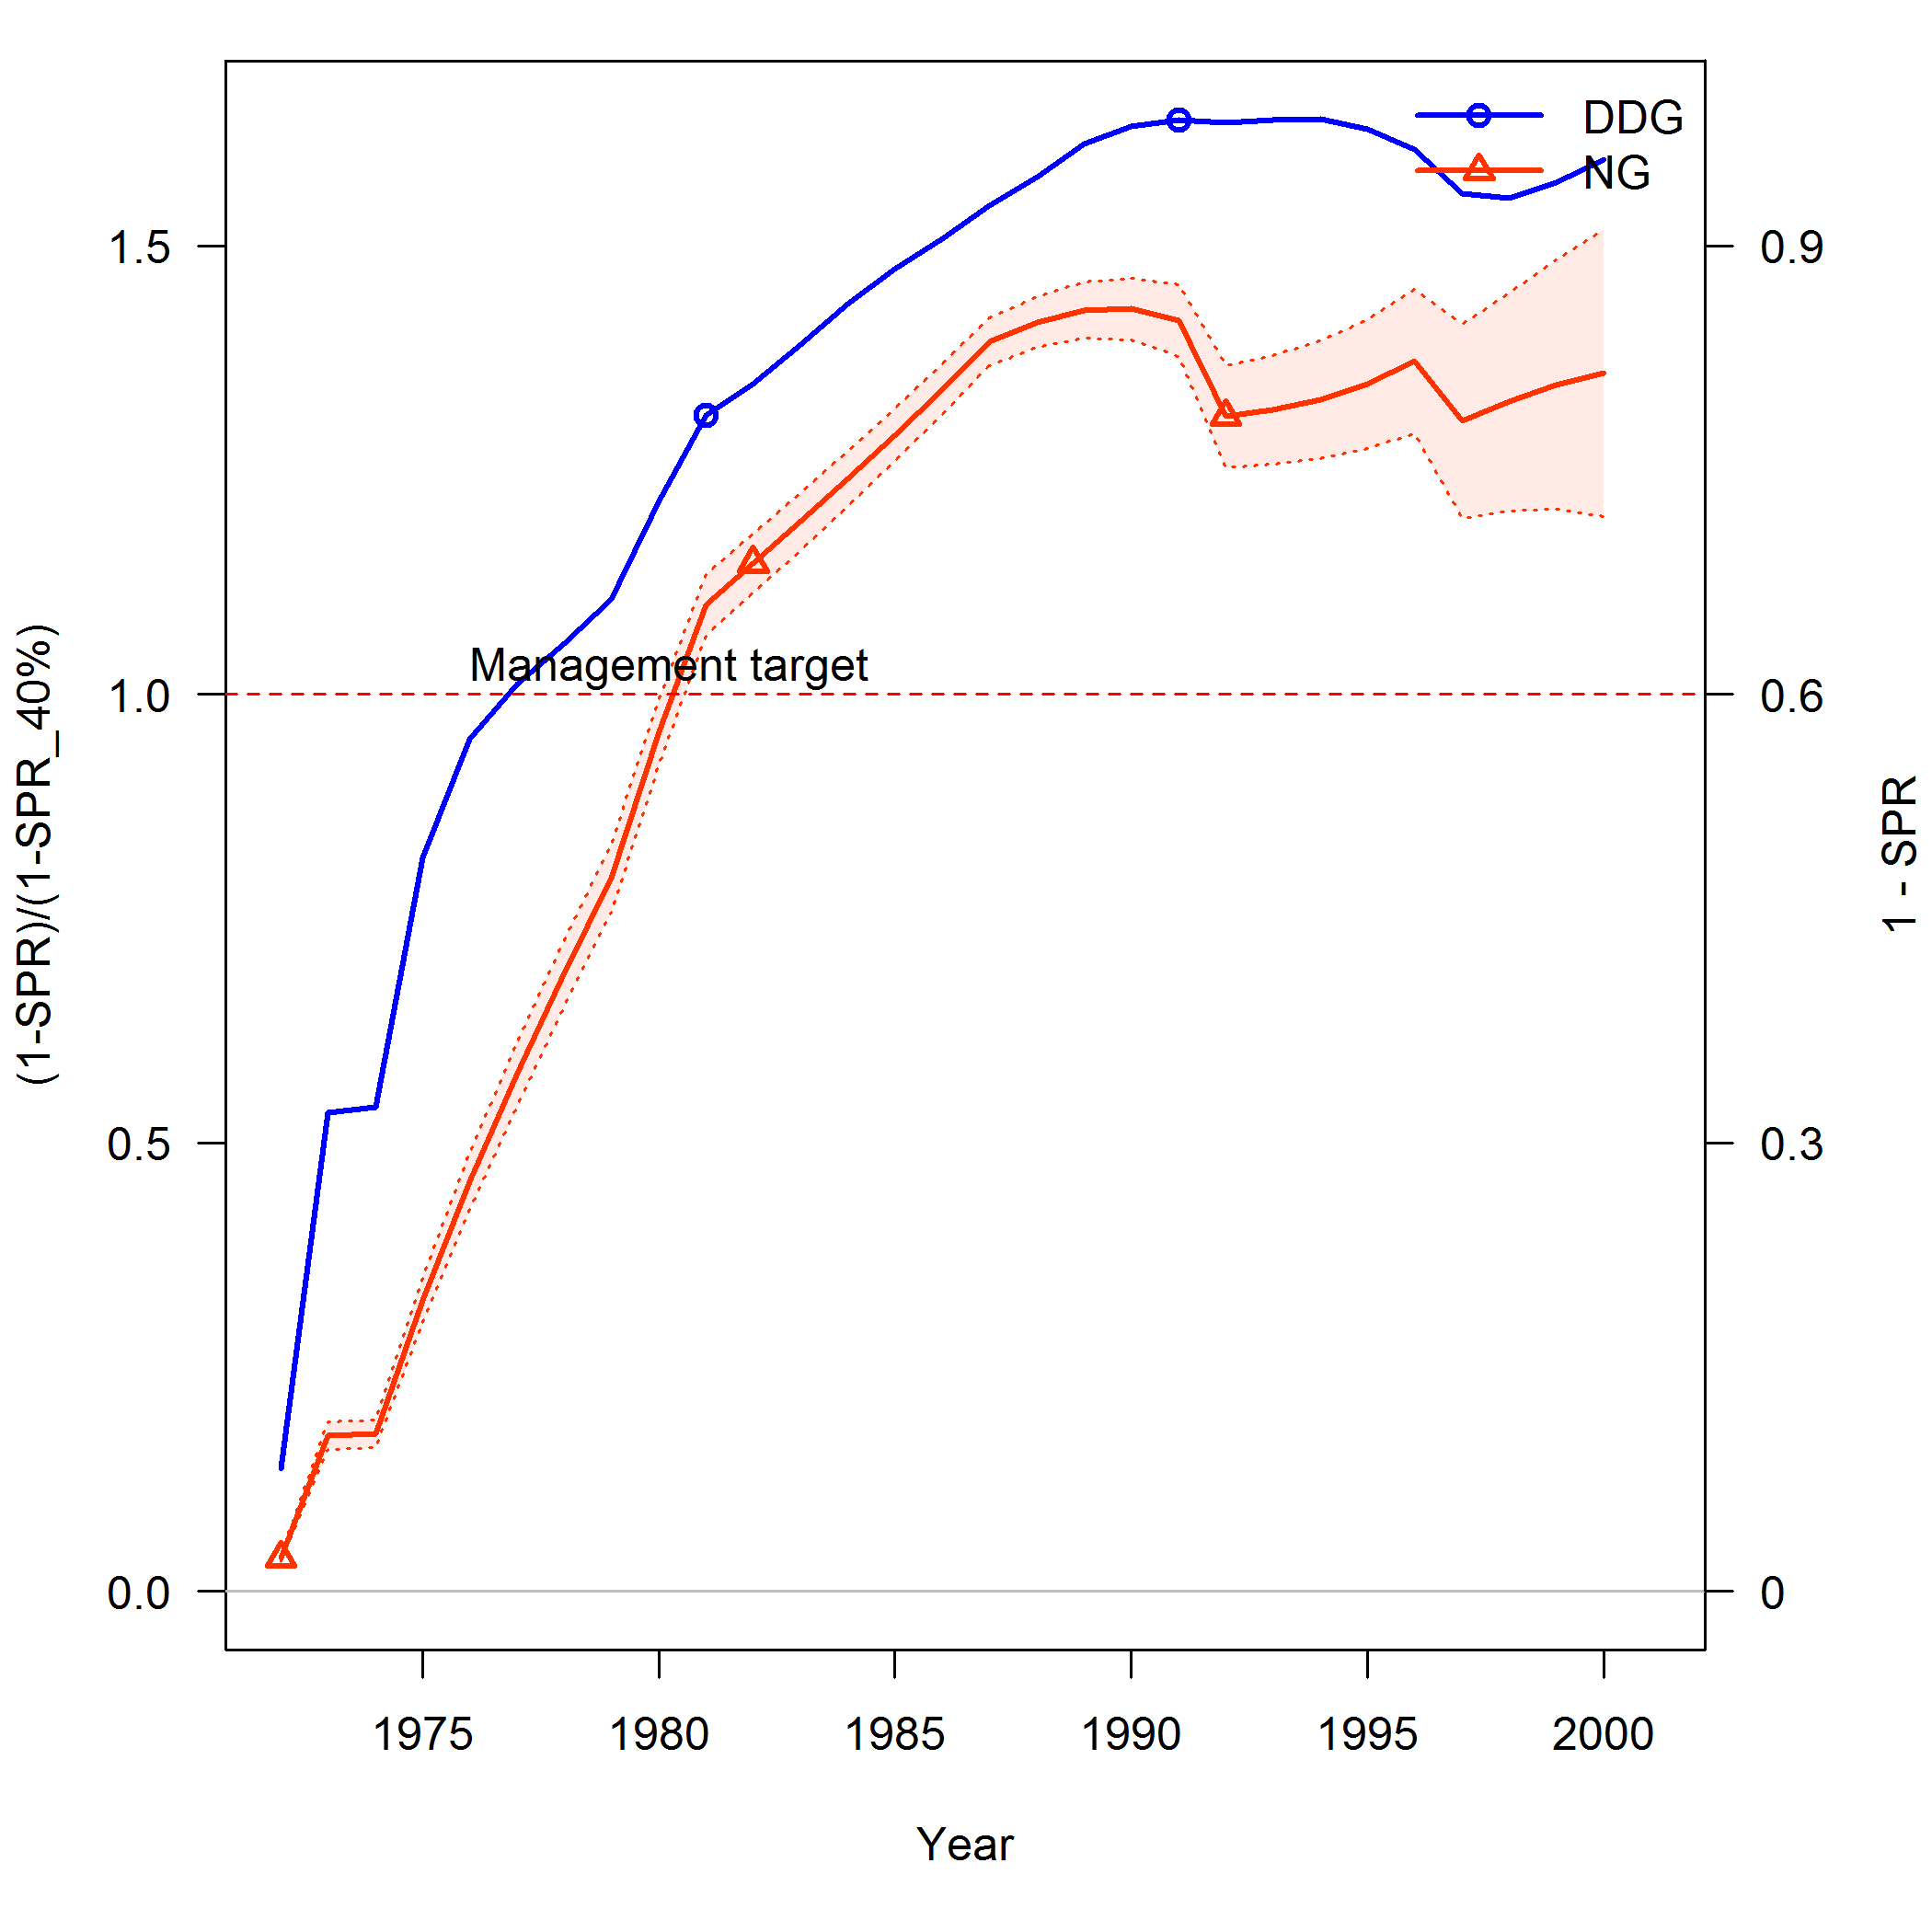 DDG
NG
1.5
1.0
0.5
0.0
(1-SPR)/(1-SPR_40%)
Management target
0.9
0.6
0.3
0
1 - SPR
1975
1980
1985
1990
1995
2000
Year